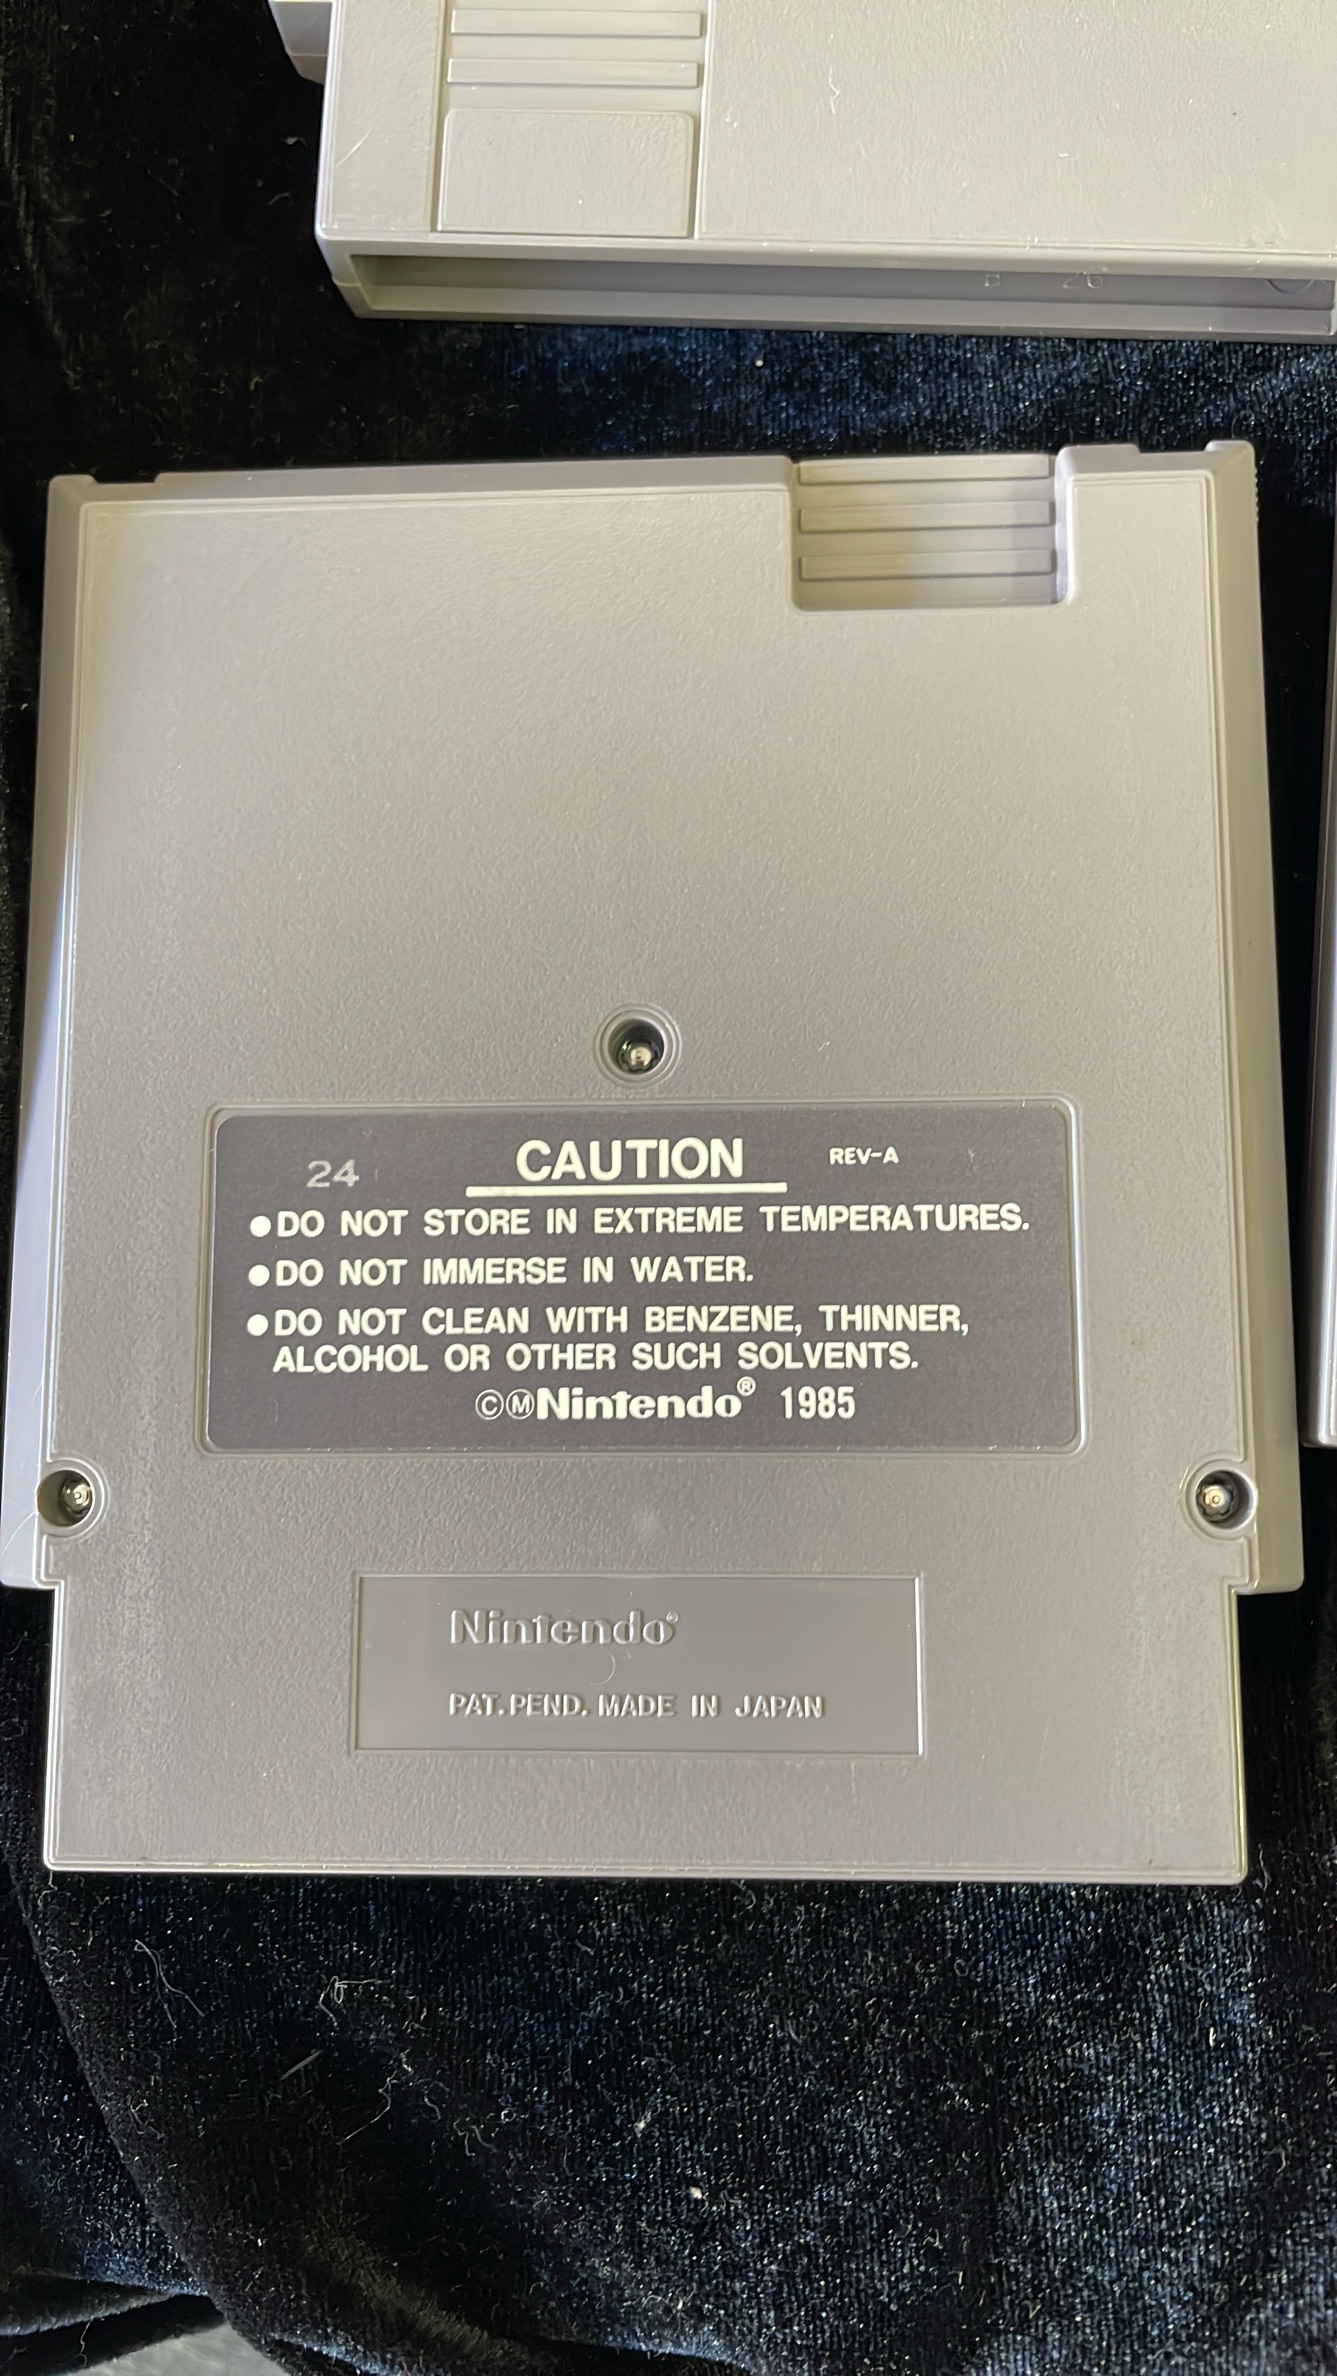 26
CAUTION REV-A
24
●DO NOT STORE IN EXTREME TEMPERATURES.
●DO NOT IMMERSE IN WATER.
●DO NOT CLEAN WITH BENZENE, THINNER,
ALCOHOL OR OTHER SUCH SOLVENTS.
©ⓂNintendo® 1985
Nintendo®
PAT.PEND. MADE IN JAPAN